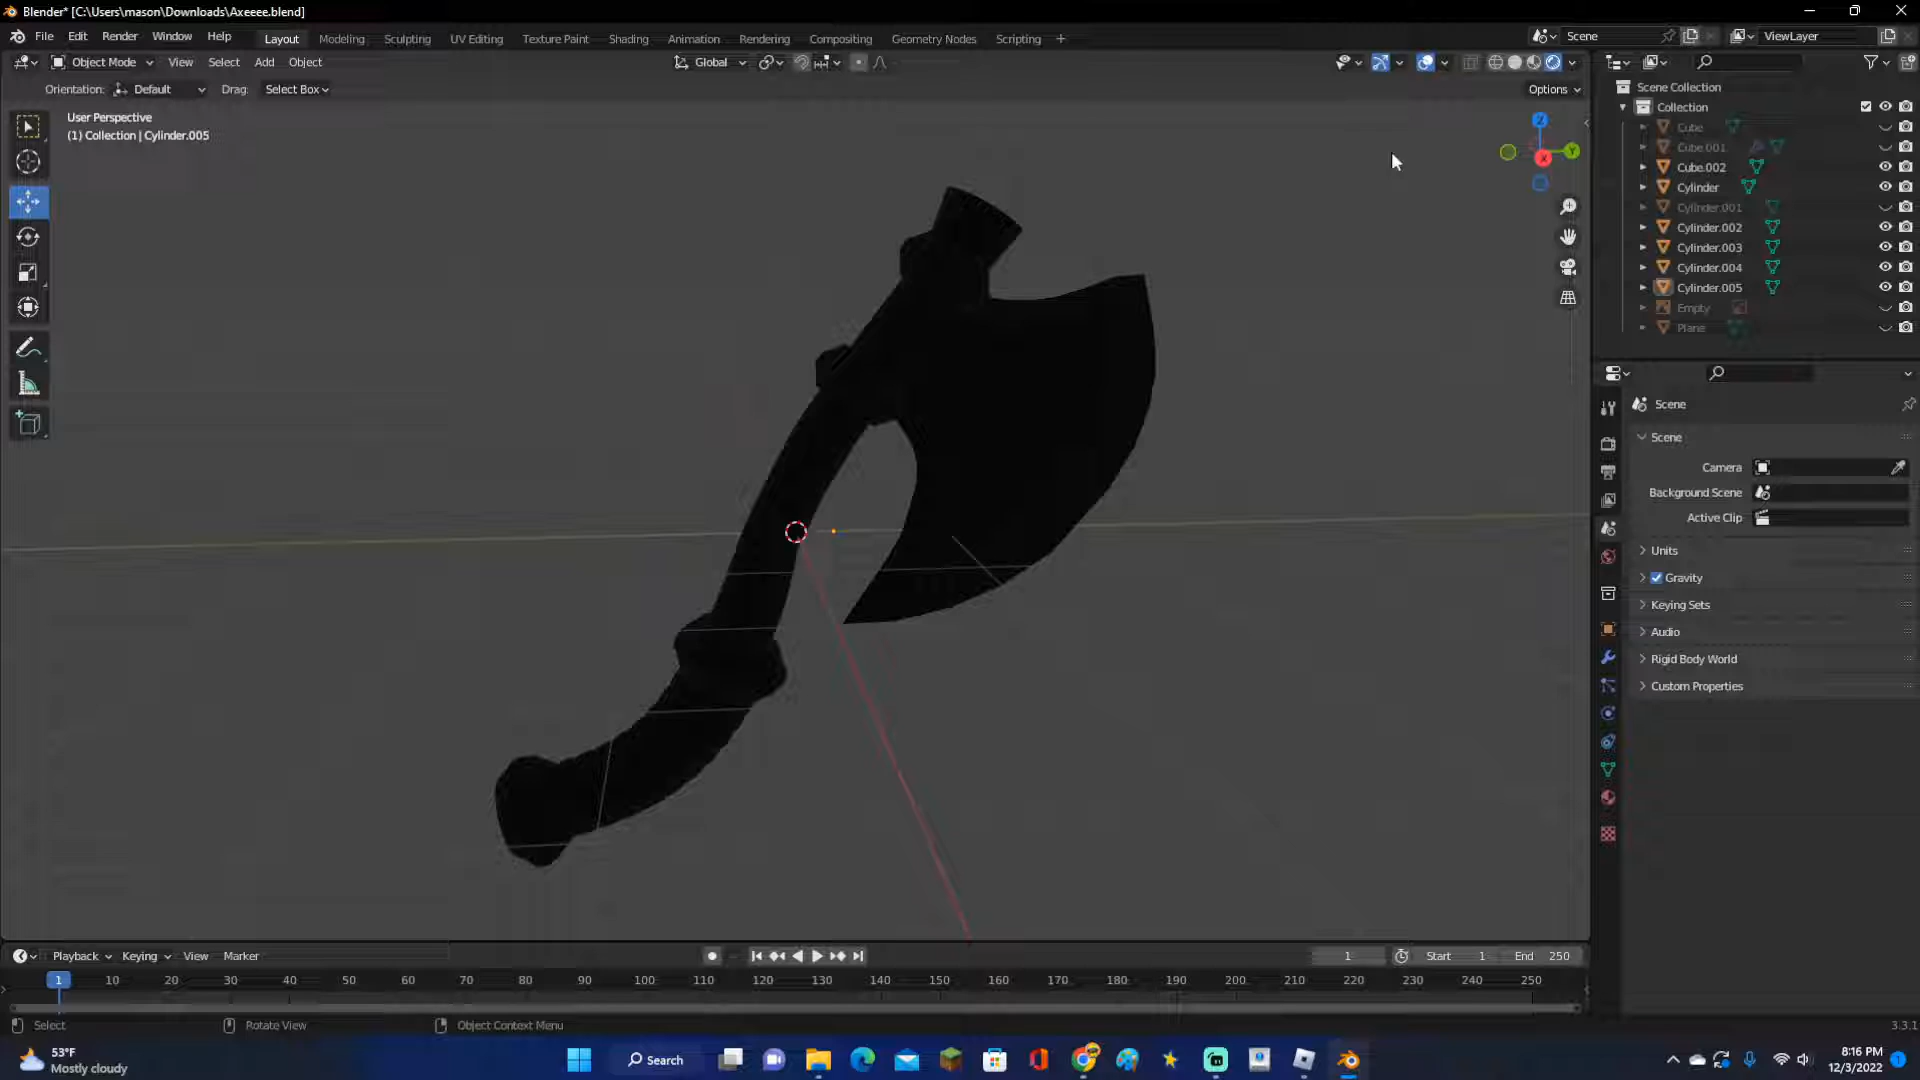 Blender* [C:\Users\mason\Downloads\Axeeee.blend]
File Edit Render Window Help Layout Modeling Sculpting UV Editing Texture Paint Shading Animation Rendering Compositing Geometry Nodes Scripting + Scene ViewLayer
Object Mode View Select Add Object Global
Orientation: Default Drag: Select Box Options
User Perspective
(1) Collection | Cylinder.005
Z
Y
X
Scene Collection
Collection
Cube
Cube.001
Cube.002
Cylinder
Cylinder.001
Cylinder.002
Cylinder.003
Cylinder.004
Cylinder.005
Empty
Plane
Scene
Scene
Camera
Background Scene
Active Clip
Units
Gravity
Keying Sets
Audio
Rigid Body World
Custom Properties
Playback Keying View Marker 1 Start 1 End 250
1 10 20 30 40 50 60 70 80 90 100 110 120 130 140 150 160 170 180 190 200 210 220 230 240 250
Select Rotate View Object Context Menu 3.3.1
53°F
Mostly cloudy
Search
8:16 PM
12/3/2022
1